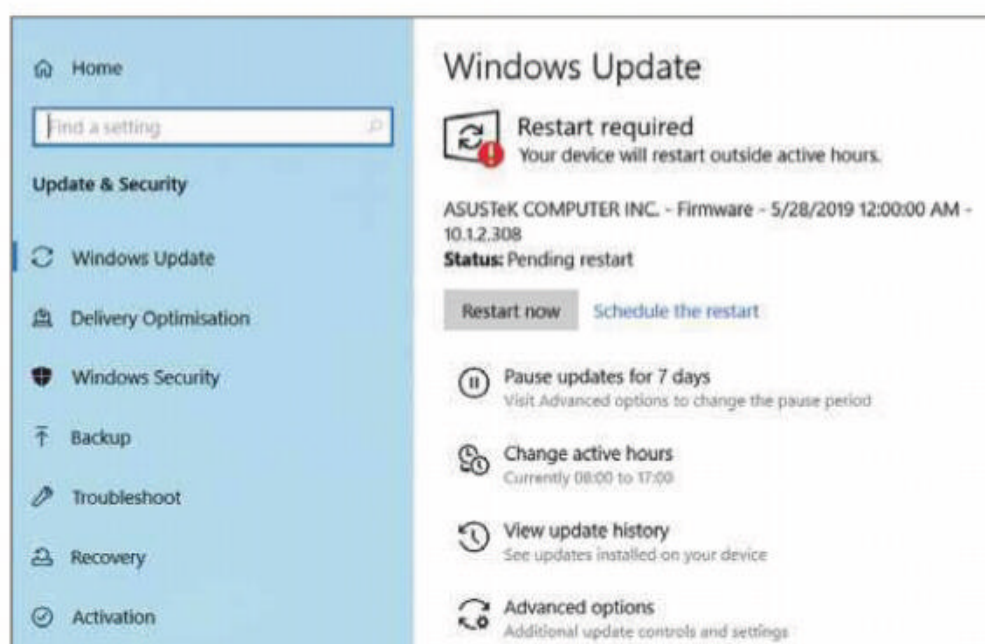 Home
Find a setting
Update & Security
Windows Update
Delivery Optimisation
Windows Security
Backup
Troubleshoot
Recovery
Activation
Windows Update
Restart required
Your device will restart outside active hours.
ASUSTeK COMPUTER INC. - Firmware - 5/28/2019 12:00:00 AM -
10.1.2.308
Status: Pending restart
Restart now Schedule the restart
Pause updates for 7 days
Visit Advanced options to change the pause period
Change active hours
Currently 08:00 to 17:00
View update history
See updates installed on your device
Advanced options
Additional update controls and settings